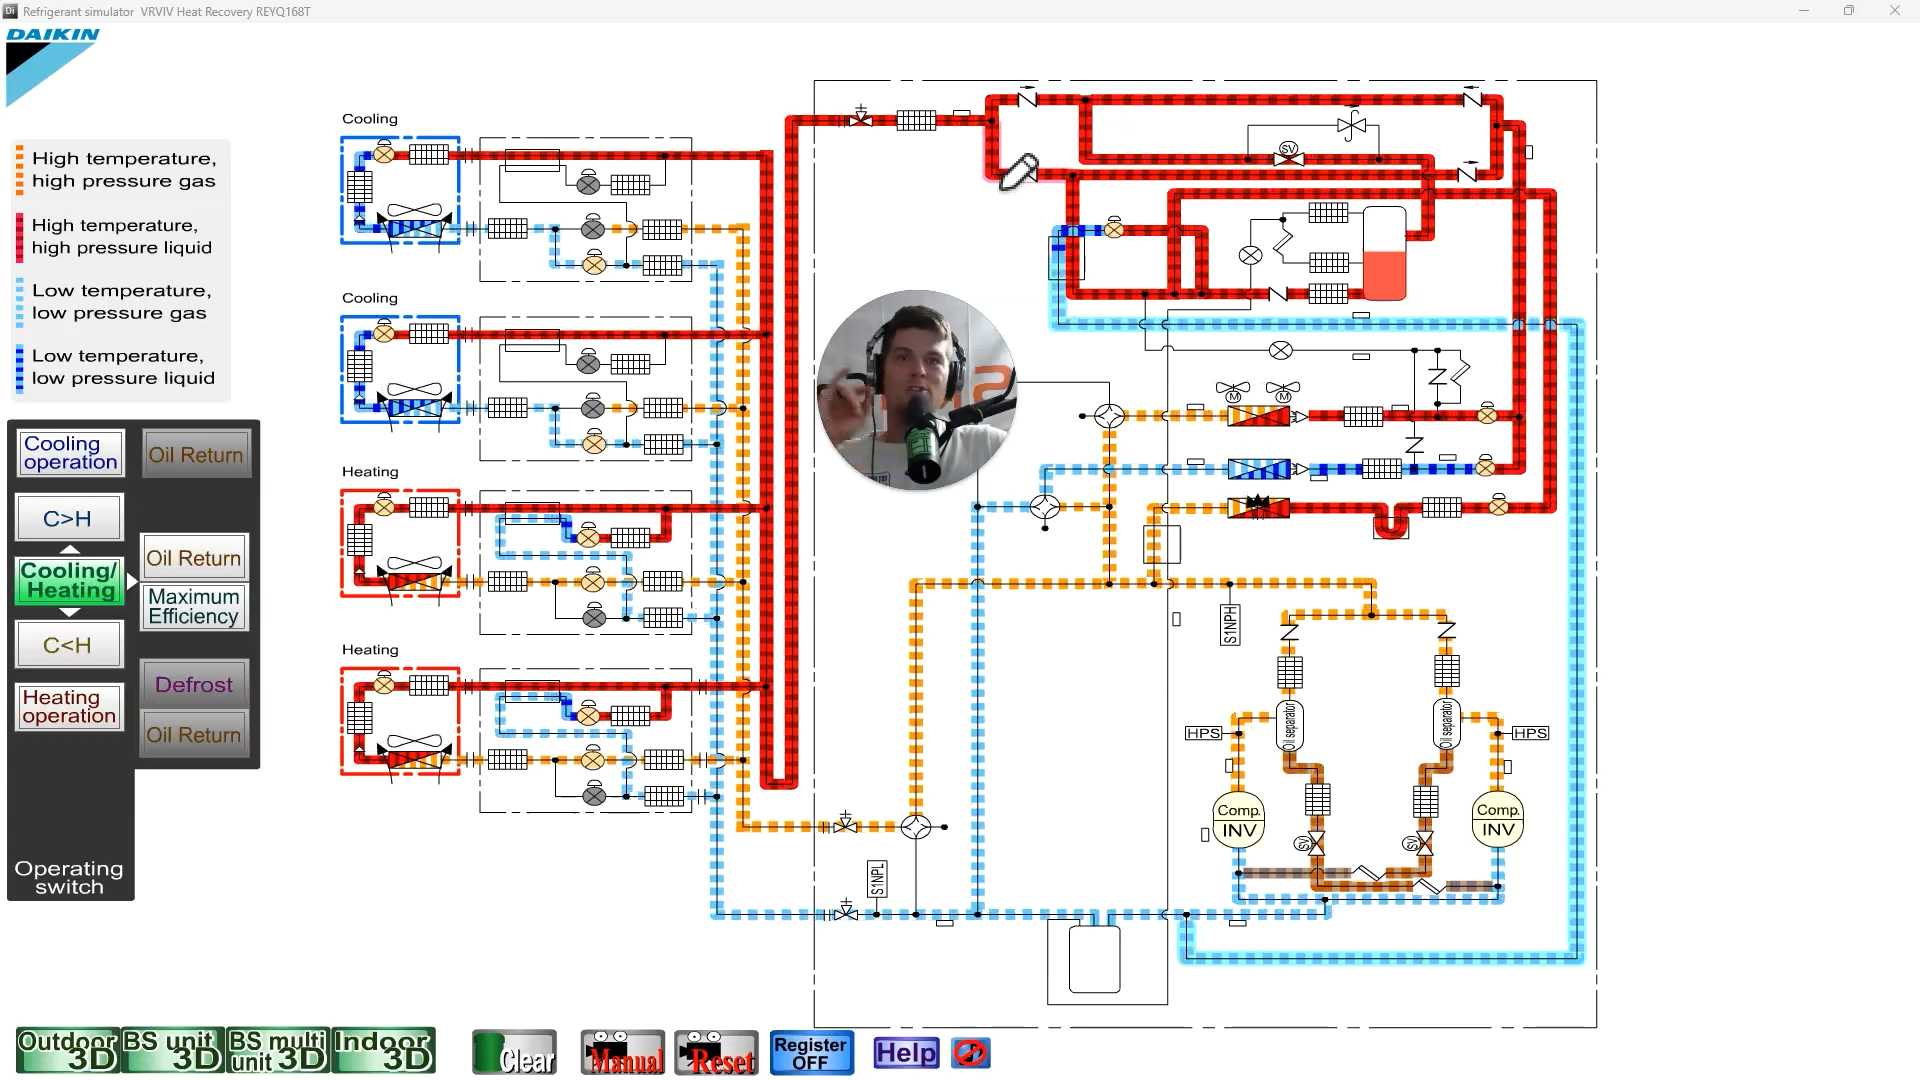 Di Refrigerant simulator VRVIV Heat Recovery REYQ168T
DAIKIN
High temperature,
high pressure gas
High temperature,
high pressure liquid
Low temperature,
low pressure gas
Low temperature,
low pressure liquid
Cooling
operation
Oil Return
C>H
Oil Return
Cooling/
Heating
Maximum
Efficiency
C<H
Defrost
Heating
operation
Oil Return
Operating
switch
Cooling
Cooling
Heating
Heating
SV
M
M
S1NPH
Oil separator
Oil separator
HPS
HPS
Comp.
INV
Comp.
INV
SV
SV
S1NPL
Outdoor
3D
BS unit
3D
BS multi
unit 3D
Indoor
3D
Clear
Manual
Reset
Register
OFF
Help